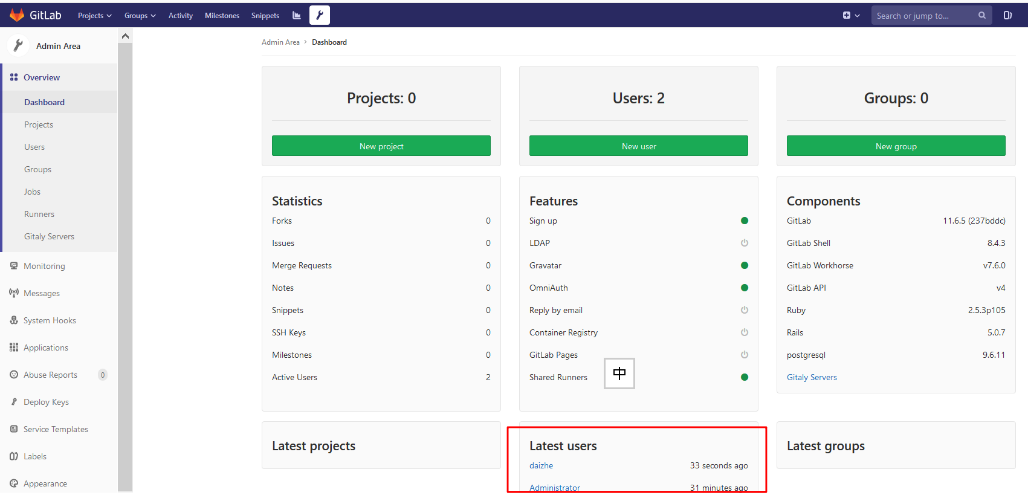 GitLab Projects Groups Activity Milestones Snippets Search or jump to...
Admin Area
Overview
Dashboard
Projects
Users
Groups
Jobs
Runners
Gitaly Servers
Monitoring
Messages
System Hooks
Applications
Abuse Reports 0
Deploy Keys
Service Templates
Labels
Appearance
Admin Area > Dashboard
Projects: 0
New project
Users: 2
New user
Groups: 0
New group
Statistics
Forks 0
Issues 0
Merge Requests 0
Notes 0
Snippets 0
SSH Keys 0
Milestones 0
Active Users 2
Features
Sign up
LDAP
Gravatar
OmniAuth
Reply by email
Container Registry
GitLab Pages
Shared Runners
中
Components
GitLab 11.6.5 (237bddc)
GitLab Shell 8.4.3
GitLab Workhorse v7.6.0
GitLab API v4
Ruby 2.5.3p105
Rails 5.0.7
postgresql 9.6.11
Gitaly Servers
Latest projects
Latest users
daizhe 33 seconds ago
Administrator 31 minutes ago
Latest groups